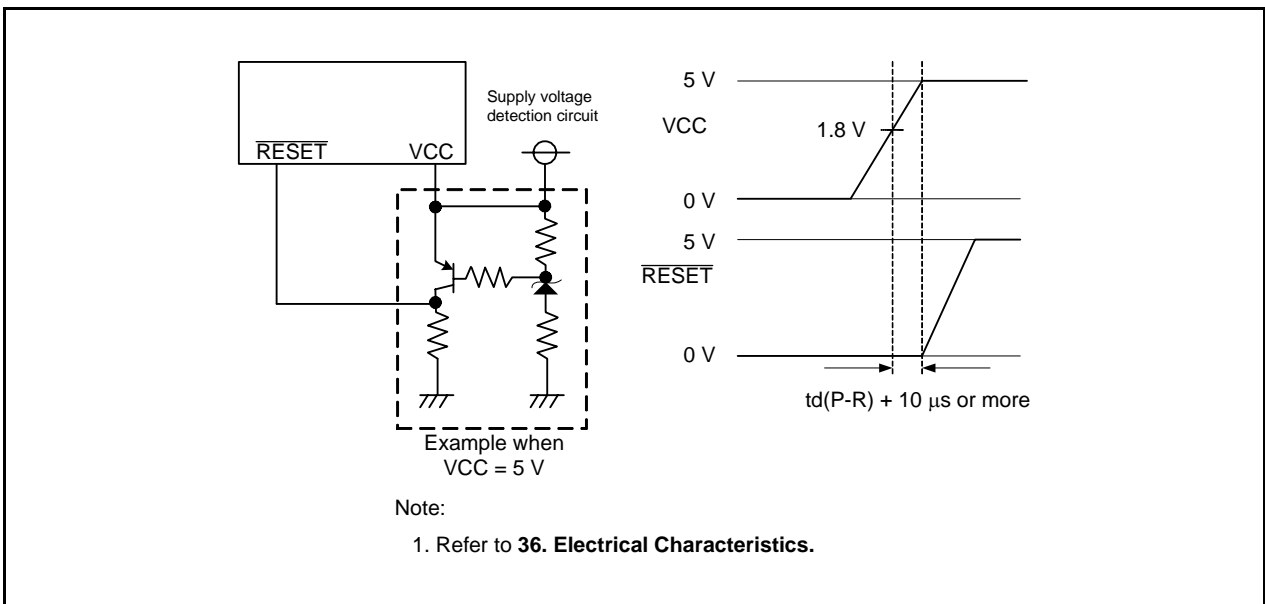 Supply voltage
detection circuit
RESET
VCC
Example when
VCC = 5 V
5 V
VCC
1.8 V
0 V
5 V
RESET
0 V
td(P-R) + 10 μs or more
Note:
1. Refer to 36. Electrical Characteristics.